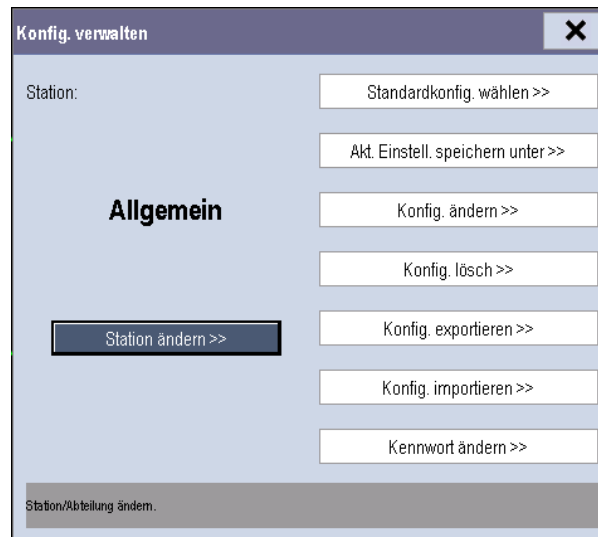 Konfig. verwalten
Station:
Allgemein
Station ändern >>
Standardkonfig. wählen >>
Akt. Einstell. speichern unter >>
Konfig. ändern >>
Konfig. lösch >>
Konfig. exportieren >>
Konfig. importieren >>
Kennwort ändern >>
Station/Abteilung ändern.